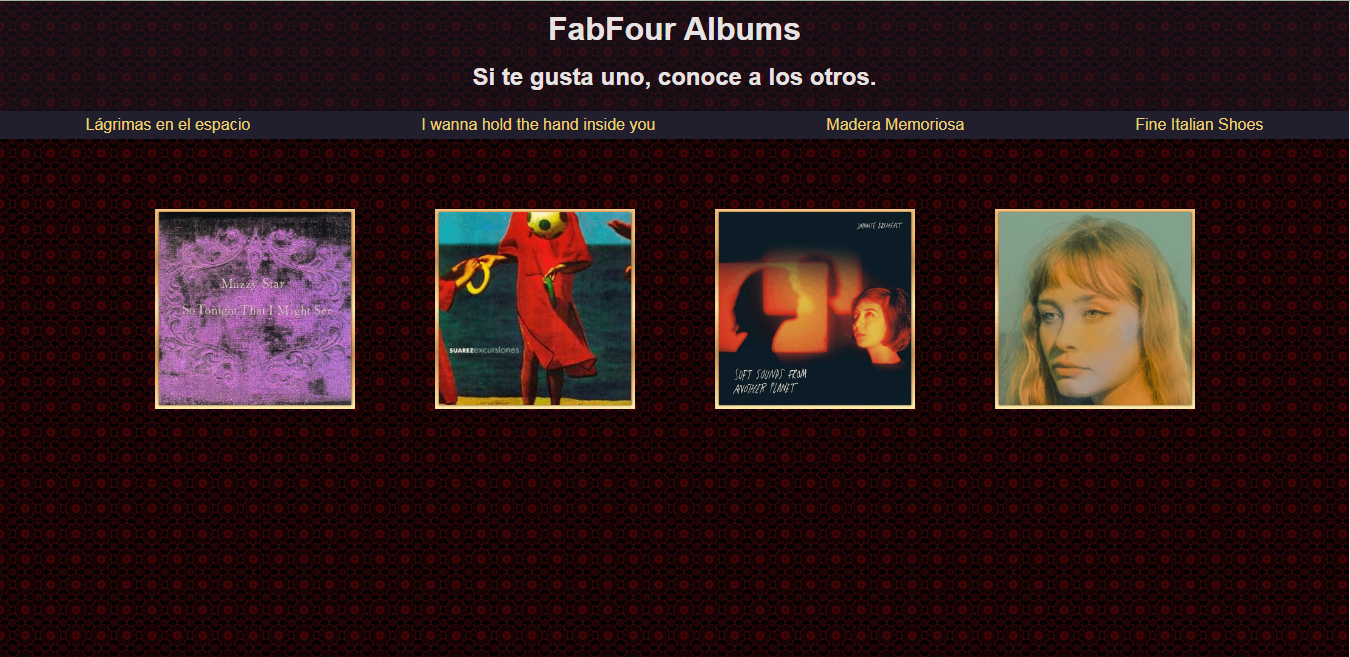 FabFour Albums
Si te gusta uno, conoce a los otros.
Lágrimas en el espacio I wanna hold the hand inside you Madera Memoriosa Fine Italian Shoes
Mazzy Star
So Tonight That I Might See
SUAREZ excursiones
JAPANESE BREAKFAST
SOFT SOUNDS FROM
ANOTHER PLANET